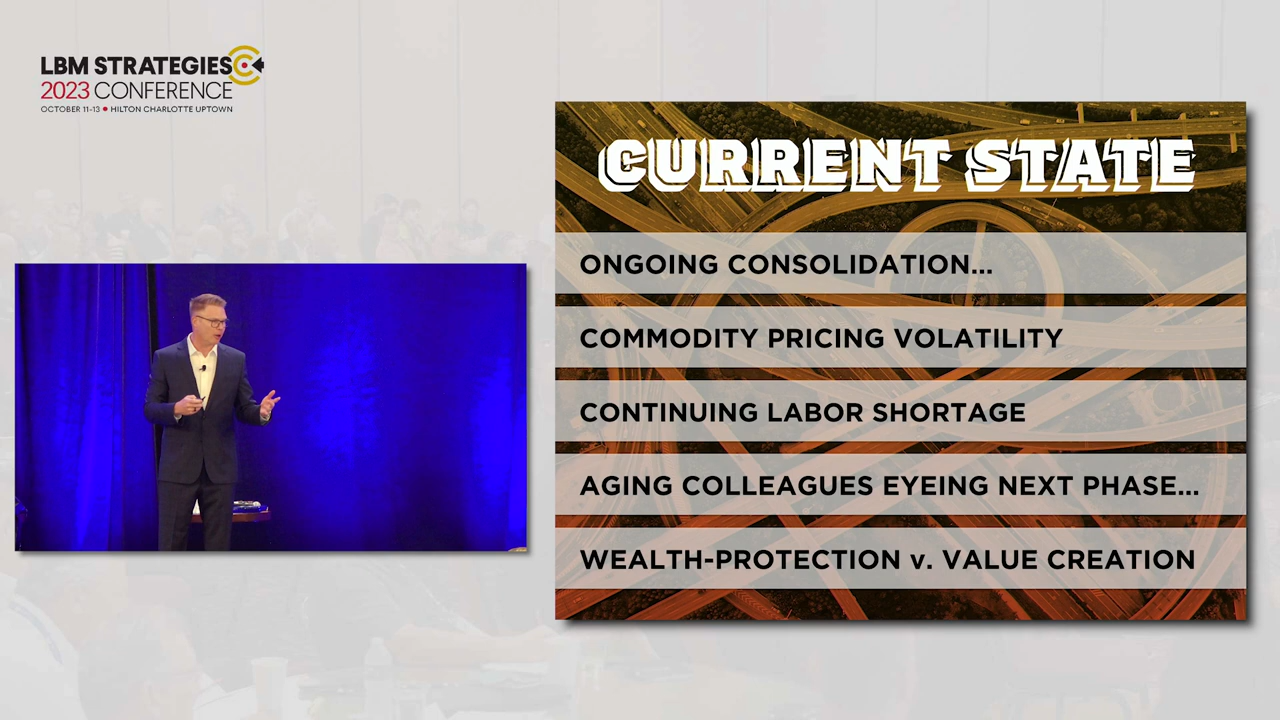 LBM STRATEGIES
2023 CONFERENCE
OCTOBER 11-13 • HILTON CHARLOTTE UPTOWN
CURRENT STATE
ONGOING CONSOLIDATION...
COMMODITY PRICING VOLATILITY
CONTINUING LABOR SHORTAGE
AGING COLLEAGUES EYEING NEXT PHASE...
WEALTH-PROTECTION v. VALUE CREATION